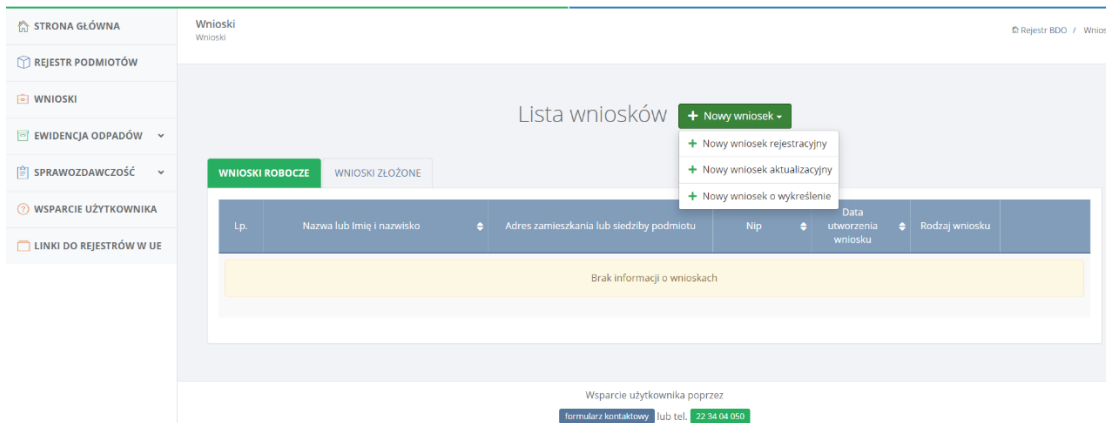 STRONA GŁÓWNA
REJESTR PODMIOTÓW
WNIOSKI
EWIDENCJA ODPADÓW
SPRAWOZDAWCZOŚĆ
WSPARCIE UŻYTKOWNIKA
LINKI DO REJESTRÓW W UE
Wnioski
Wnioski
Rejestr BDO / Wnios
Lista wniosków + Nowy wniosek
+ Nowy wniosek rejestracyjny
+ Nowy wniosek aktualizacyjny
+ Nowy wniosek o wykreślenie
WNIOSKI ROBOCZE WNIOSKI ZŁOŻONE
Lp. Nazwa lub Imię i nazwisko Adres zamieszkania lub siedziby podmiotu Nip Data utworzenia wniosku Rodzaj wniosku
Brak informacji o wnioskach
Wsparcie użytkownika poprzez
formularz kontaktowy lub tel. 22 34 04 050